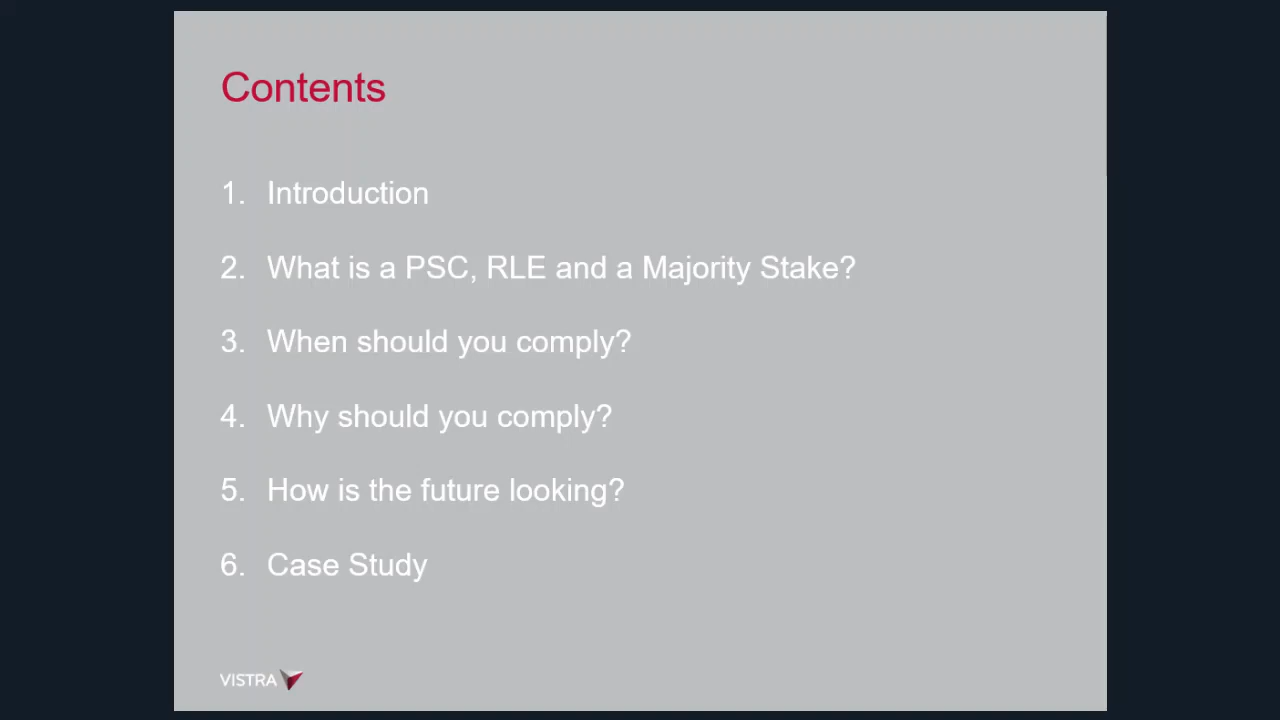 Contents
1. Introduction
2. What is a PSC, RLE and a Majority Stake?
3. When should you comply?
4. Why should you comply?
5. How is the future looking?
6. Case Study
VISTRA